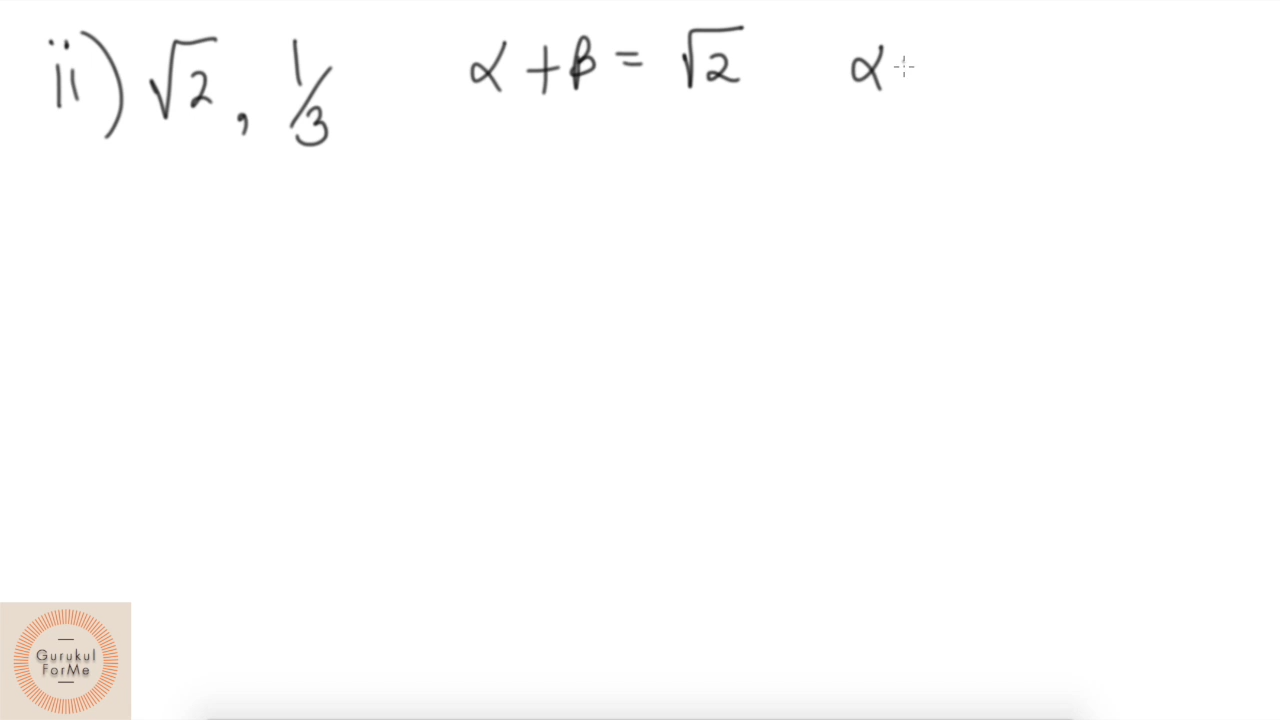 ii) √2, 1/3 α + β = √2 α
Gurukul
ForMe